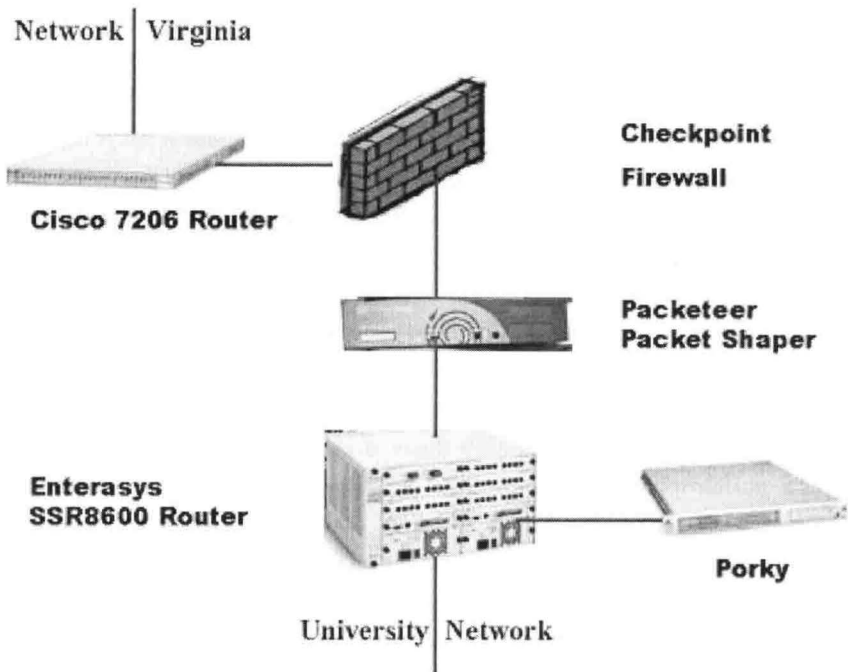 Network Virginia
Checkpoint
Firewall
Cisco 7206 Router
Packeteer
Packet Shaper
Enterasys
SSR8600 Router
Porky
University Network